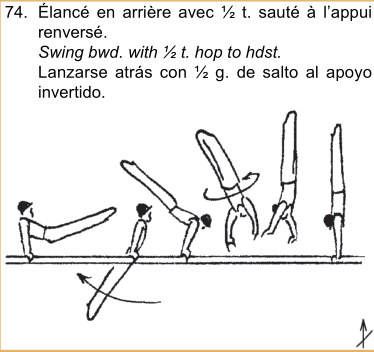 74. Élancé en arrière avec ½ t. sauté à l'appui
renversé.
Swing bwd. with ½ t. hop to hdst.
Lanzarse atrás con ½ g. de salto al apoyo
invertido.